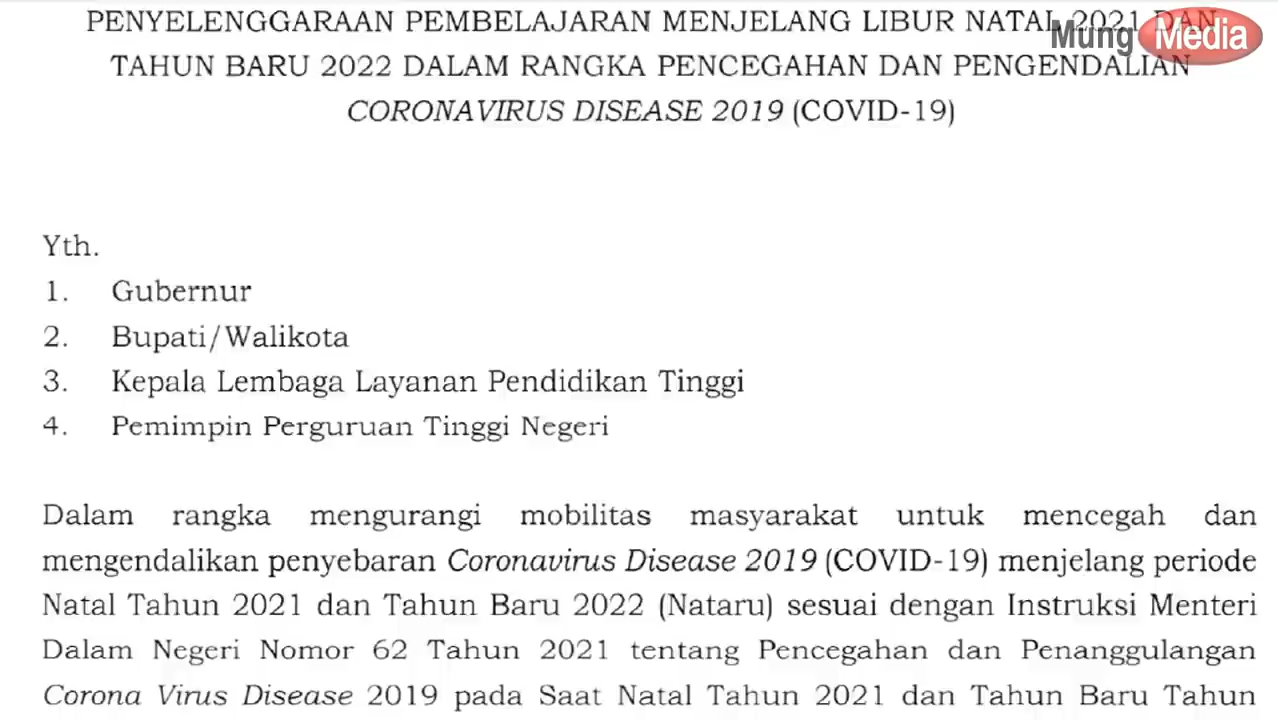 PENYELENGGARAAN PEMBELAJARAN MENJELANG LIBUR NATAL 2021 DAN
Mung Media
TAHUN BARU 2022 DALAM RANGKA PENCEGAHAN DAN PENGENDALIAN
CORONAVIRUS DISEASE 2019 (COVID-19)
Yth.
1. Gubernur
2. Bupati/Walikota
3. Kepala Lembaga Layanan Pendidikan Tinggi
4. Pemimpin Perguruan Tinggi Negeri
Dalam rangka mengurangi mobilitas masyarakat untuk mencegah dan
mengendalikan penyebaran Coronavirus Disease 2019 (COVID-19) menjelang periode
Natal Tahun 2021 dan Tahun Baru 2022 (Nataru) sesuai dengan Instruksi Menteri
Dalam Negeri Nomor 62 Tahun 2021 tentang Pencegahan dan Penanggulangan
Corona Virus Disease 2019 pada Saat Natal Tahun 2021 dan Tahun Baru Tahun